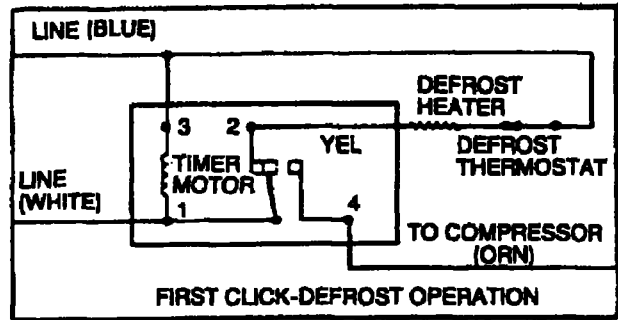 LINE (BLUE)
DEFROST
HEATER
3
2
YEL
DEFROST
THERMOSTAT
TIMER
MOTOR
LINE
(WHITE)
1
4
TO COMPRESSOR
(ORN)
FIRST CLICK-DEFROST OPERATION